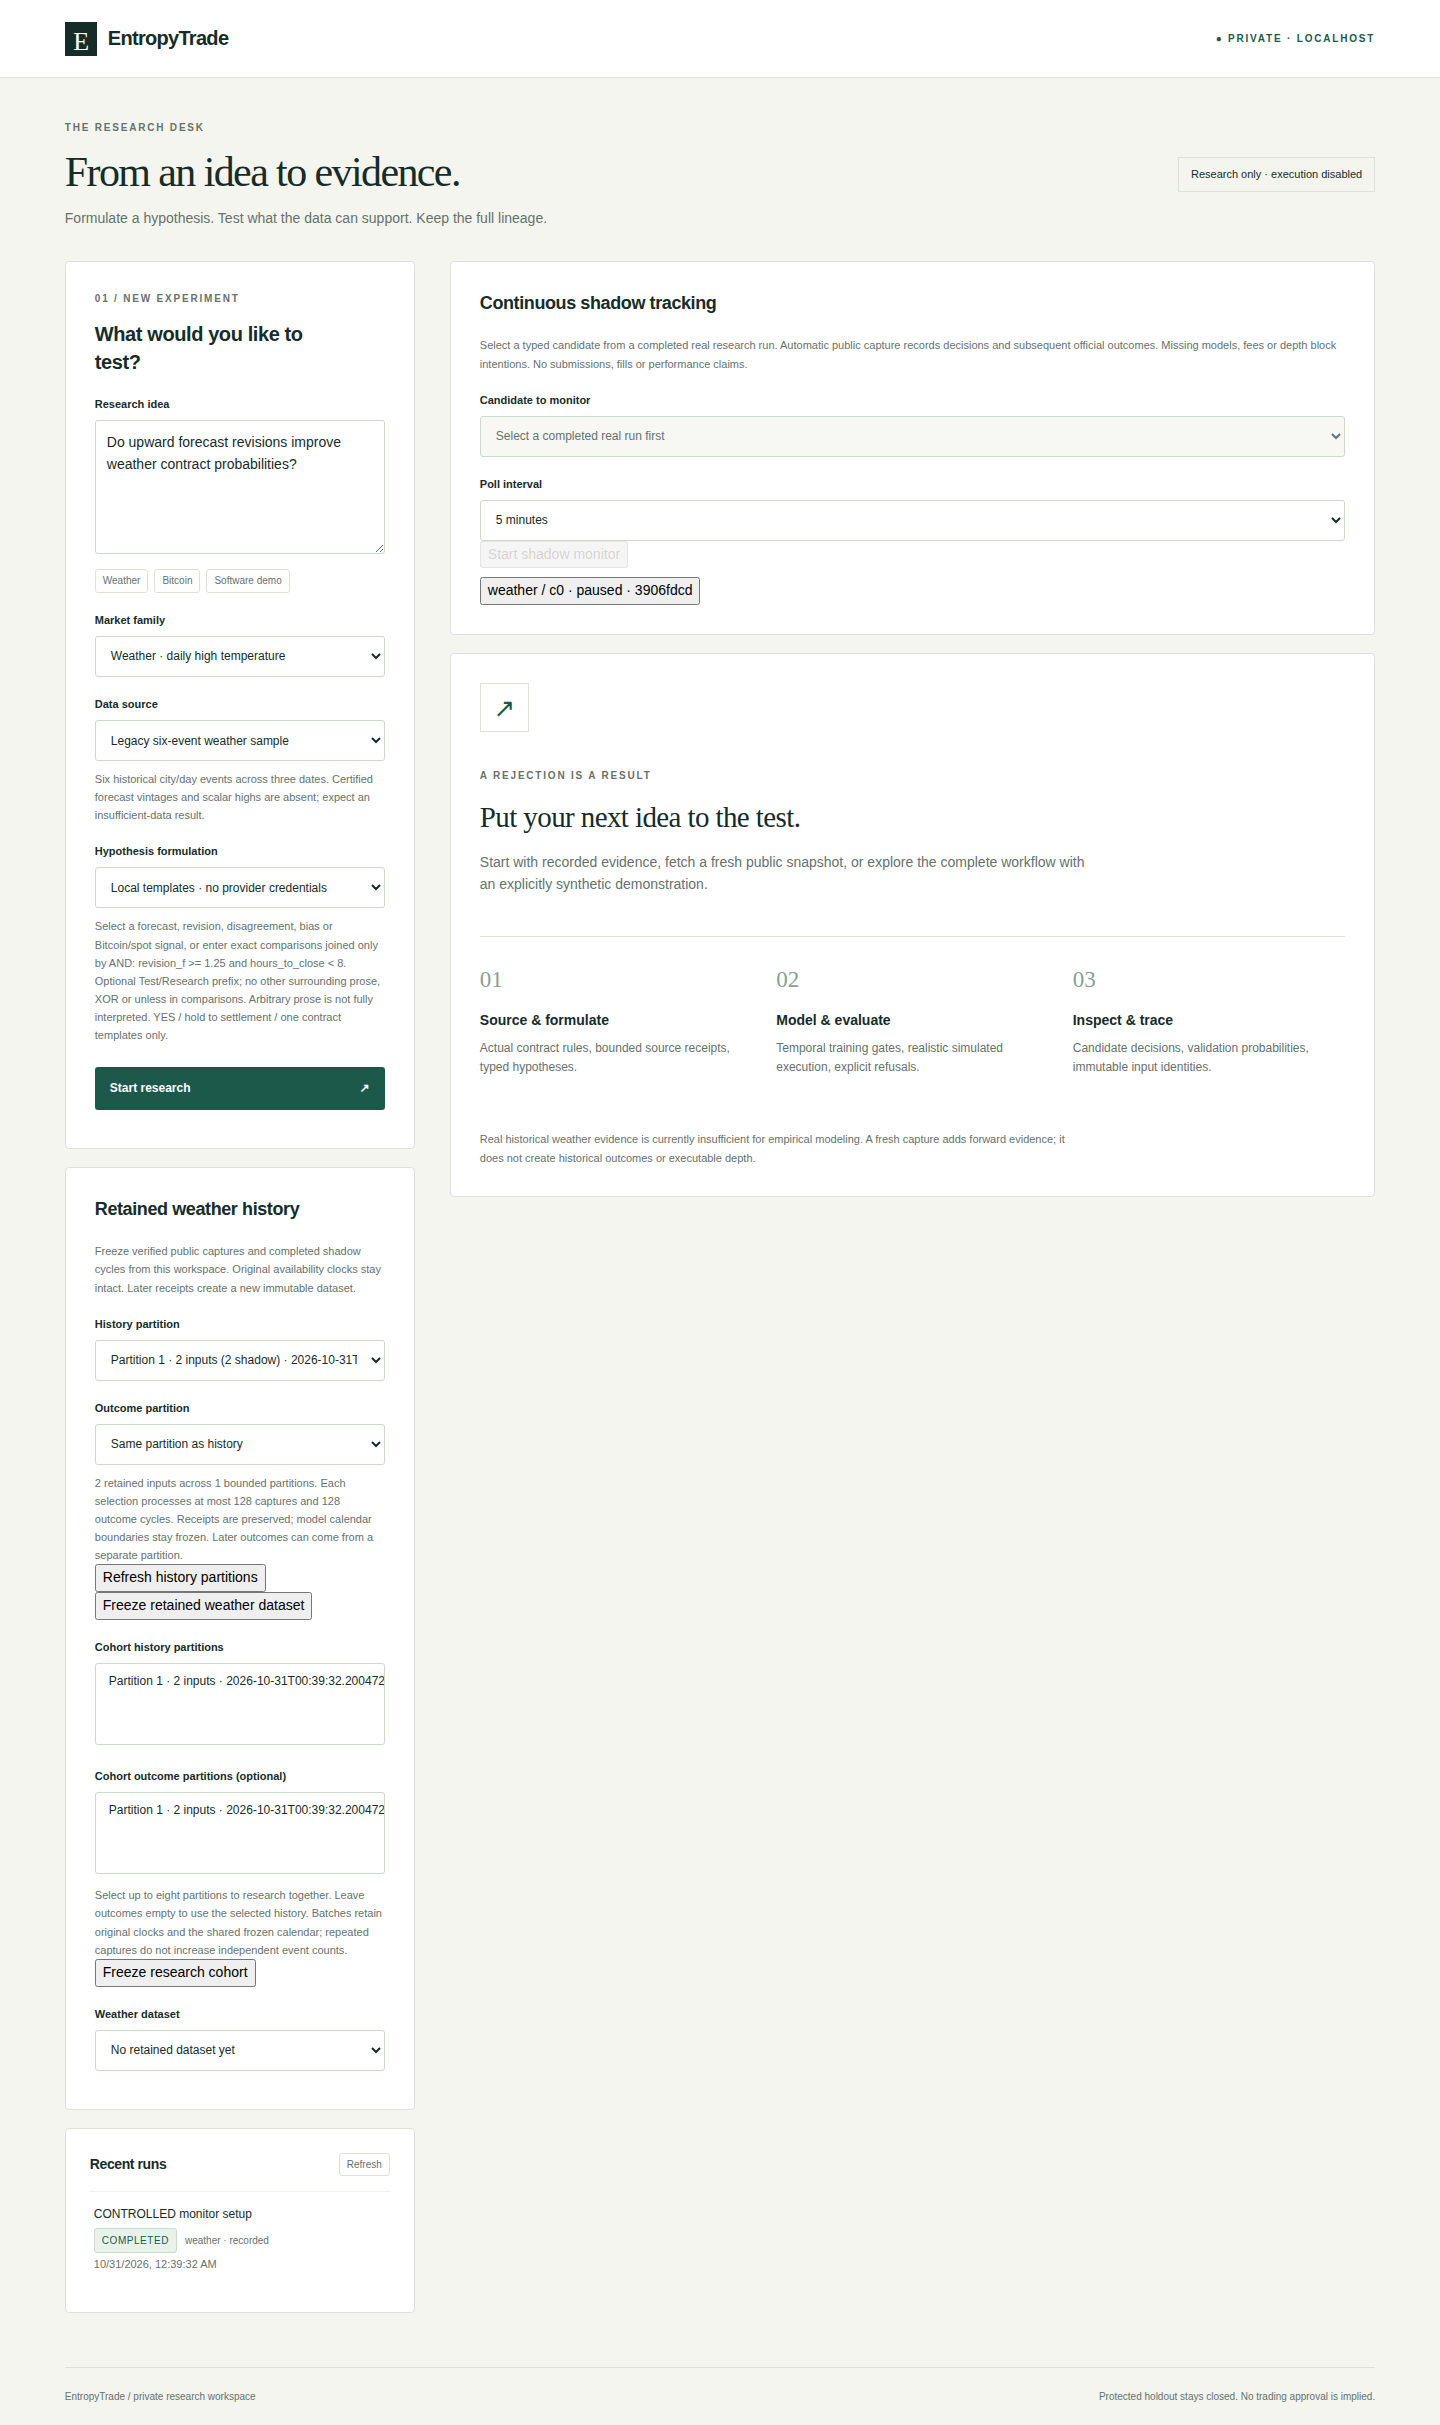 E EntropyTrade
● PRIVATE · LOCALHOST
THE RESEARCH DESK
From an idea to evidence.
Research only · execution disabled
Formulate a hypothesis. Test what the data can support. Keep the full lineage.
01 / NEW EXPERIMENT
What would you like to
test?
Research idea
Do upward forecast revisions improve
weather contract probabilities?
Weather Bitcoin Software demo
Market family
Weather · daily high temperature
Data source
Legacy six-event weather sample
Six historical city/day events across three dates. Certified
forecast vintages and scalar highs are absent; expect an
insufficient-data result.
Hypothesis formulation
Local templates · no provider credentials
Select a forecast, revision, disagreement, bias or
Bitcoin/spot signal, or enter exact comparisons joined only
by AND: revision_f >= 1.25 and hours_to_close < 8.
Optional Test/Research prefix; no other surrounding prose,
XOR or unless in comparisons. Arbitrary prose is not fully
interpreted. YES / hold to settlement / one contract
templates only.
Start research ↗
Retained weather history
Freeze verified public captures and completed shadow
cycles from this workspace. Original availability clocks stay
intact. Later receipts create a new immutable dataset.
History partition
Partition 1 · 2 inputs (2 shadow) · 2026-10-31T
Outcome partition
Same partition as history
2 retained inputs across 1 bounded partitions. Each
selection processes at most 128 captures and 128
outcome cycles. Receipts are preserved; model calendar
boundaries stay frozen. Later outcomes can come from a
separate partition.
Refresh history partitions
Freeze retained weather dataset
Cohort history partitions
Partition 1 · 2 inputs · 2026-10-31T00:39:32.200472
Cohort outcome partitions (optional)
Partition 1 · 2 inputs · 2026-10-31T00:39:32.200472
Select up to eight partitions to research together. Leave
outcomes empty to use the selected history. Batches retain
original clocks and the shared frozen calendar; repeated
captures do not increase independent event counts.
Freeze research cohort
Weather dataset
No retained dataset yet
Recent runs Refresh
CONTROLLED monitor setup
COMPLETED weather · recorded
10/31/2026, 12:39:32 AM
Continuous shadow tracking
Select a typed candidate from a completed real research run. Automatic public capture records decisions and subsequent official outcomes. Missing models, fees or depth block
intentions. No submissions, fills or performance claims.
Candidate to monitor
Select a completed real run first
Poll interval
5 minutes
Start shadow monitor
weather / c0 · paused · 3906fdcd
↗
A REJECTION IS A RESULT
Put your next idea to the test.
Start with recorded evidence, fetch a fresh public snapshot, or explore the complete workflow with
an explicitly synthetic demonstration.
01
Source & formulate
Actual contract rules, bounded source receipts,
typed hypotheses.
02
Model & evaluate
Temporal training gates, realistic simulated
execution, explicit refusals.
03
Inspect & trace
Candidate decisions, validation probabilities,
immutable input identities.
Real historical weather evidence is currently insufficient for empirical modeling. A fresh capture adds forward evidence; it
does not create historical outcomes or executable depth.
EntropyTrade / private research workspace
Protected holdout stays closed. No trading approval is implied.